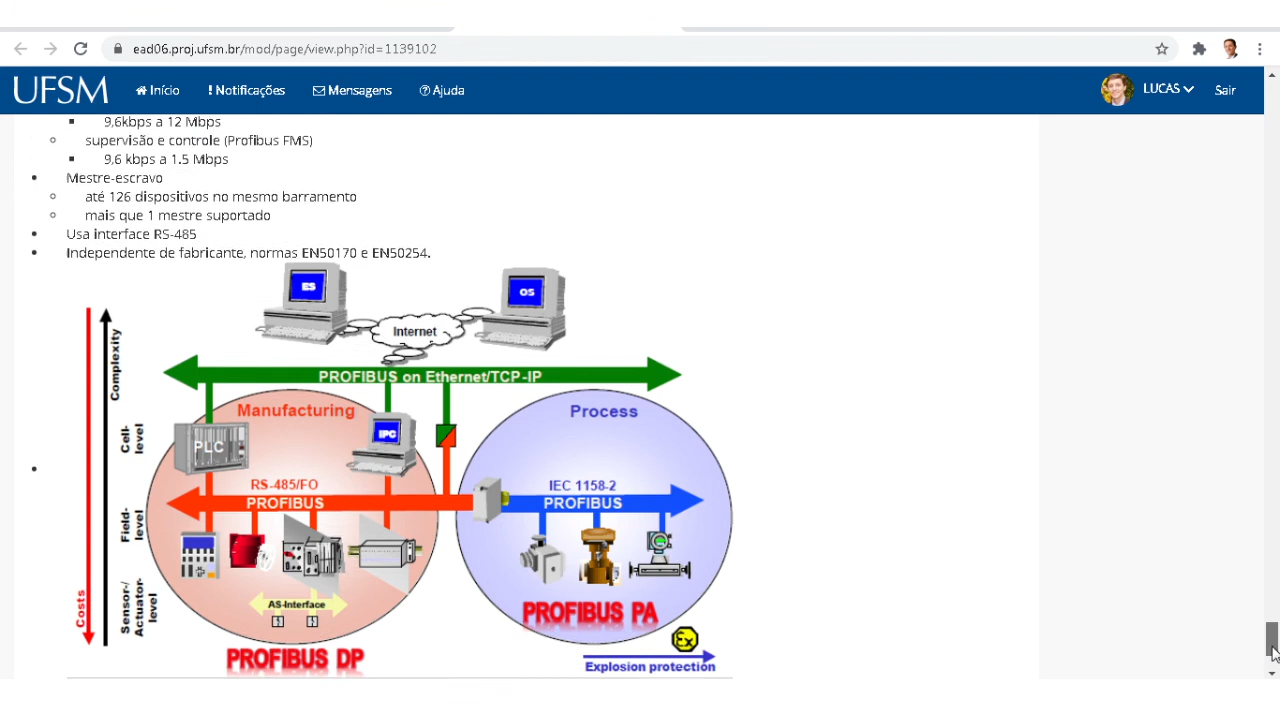 ead06.proj.ufsm.br/mod/page/view.php?id=1139102
UFSM Início Notificações Mensagens Ajuda LUCAS Sair
9,6kbps a 12 Mbps
supervisão e controle (Profibus FMS)
9,6 kbps a 1.5 Mbps
Mestre-escravo
até 126 dispositivos no mesmo barramento
mais que 1 mestre suportado
Usa interface RS-485
Independente de fabricante, normas EN50170 e EN50254.
ES
OS
Internet
PROFIBUS on Ethernet/TCP-IP
Complexity
Manufacturing
Process
Cell-
level
PLC
IPC
RS-485/FO
PROFIBUS
IEC 1158-2
PROFIBUS
Field-
level
Costs
Sensor-/
Actuator-
level
AS-Interface
PROFIBUS PA
PROFIBUS DP
Ex
Explosion protection